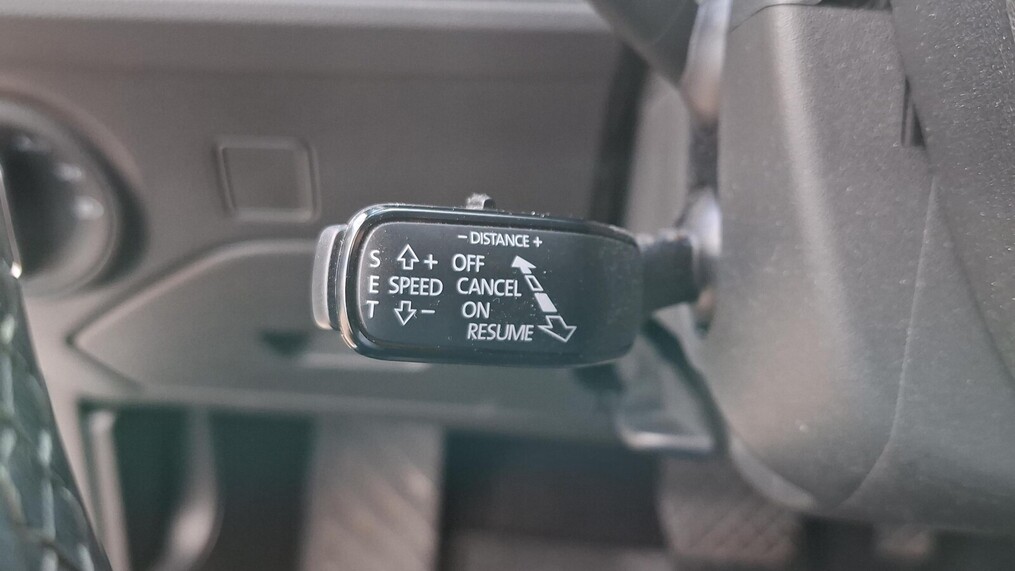 – DISTANCE +
S + OFF
E SPEED CANCEL
T – ON
RESUME